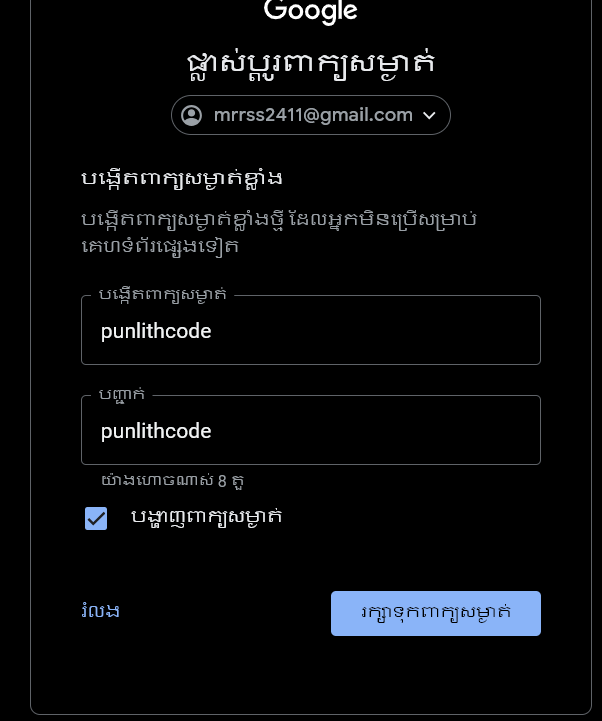 Google
ផ្លាស់ប្តូរពាក្យសម្ងាត់
mrrss2411@gmail.com
បង្កើតពាក្យសម្ងាត់ខ្លាំង
បង្កើតពាក្យសម្ងាត់ខ្លាំងថ្មី ដែលអ្នកមិនប្រើសម្រាប់
គេហទំព័រផ្សេងទៀត
បង្កើតពាក្យសម្ងាត់
punlithcode
បញ្ជាក់
punlithcode
យ៉ាងហោចណាស់ 8 តួ
បង្ហាញពាក្យសម្ងាត់
រំលង
រក្សាទុកពាក្យសម្ងាត់